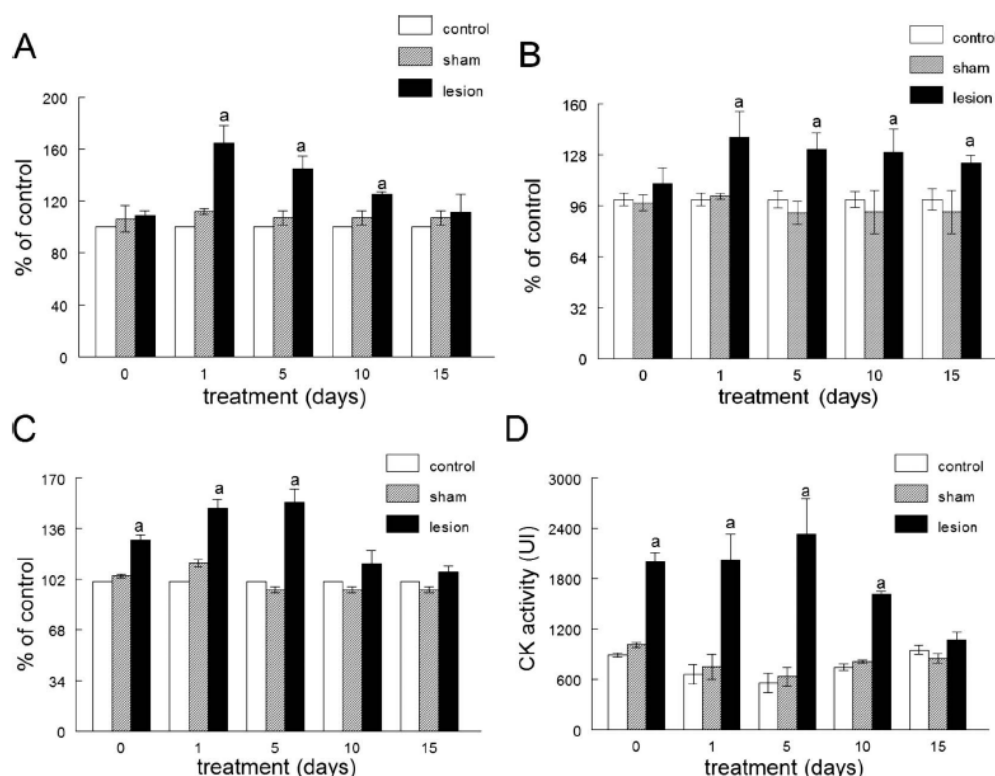 A
control
sham
lesion
200
160
120
80
40
0
% of control
a
a
a
0 1 5 10 15
treatment (days)
B
control
sham
lesion
160
128
96
64
32
0
% of control
a
a
a
a
0 1 5 10 15
treatment (days)
C
control
sham
lesion
170
136
102
68
34
0
% of control
a
a
a
0 1 5 10 15
treatment (days)
D
control
sham
lesion
3000
2400
1800
1200
600
0
CK activity (UI)
a
a
a
a
0 1 5 10 15
treatment (days)